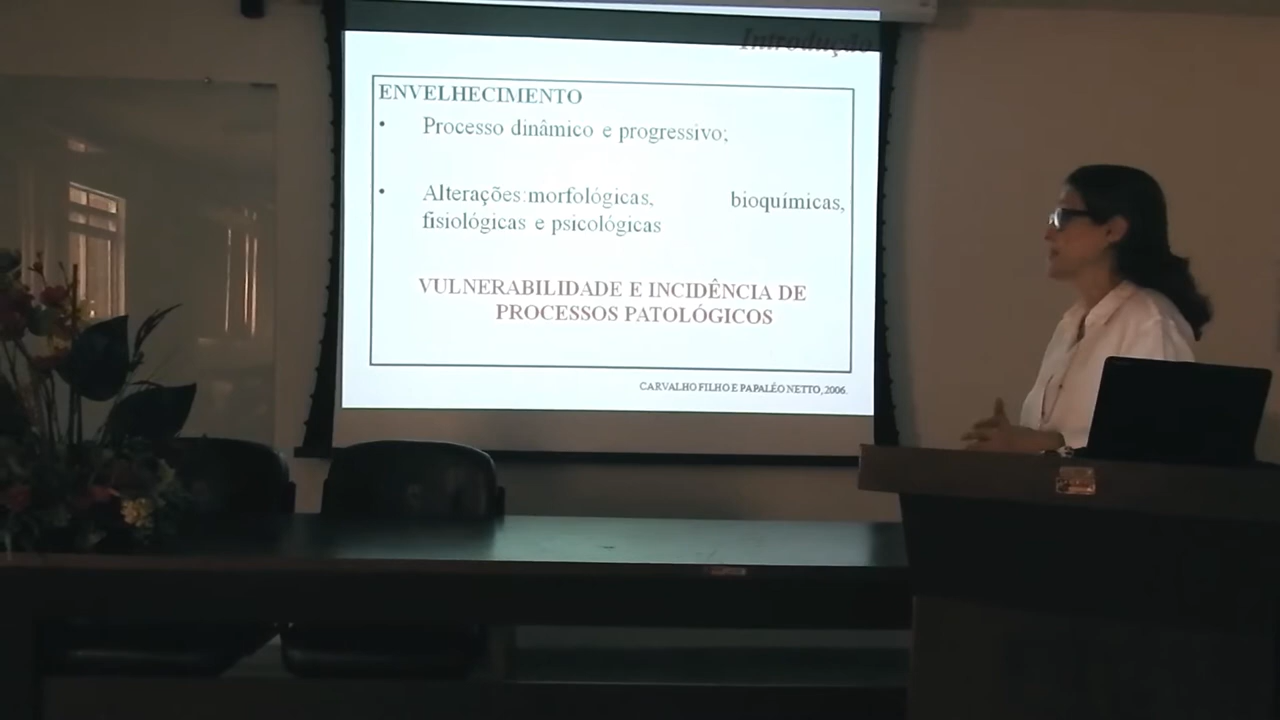 Introdução
ENVELHECIMENTO
• Processo dinâmico e progressivo;
• Alterações:morfológicas, bioquímicas,
fisiológicas e psicológicas
VULNERABILIDADE E INCIDÊNCIA DE
PROCESSOS PATOLÓGICOS
CARVALHO FILHO E PAPALÉO NETTO, 2006.